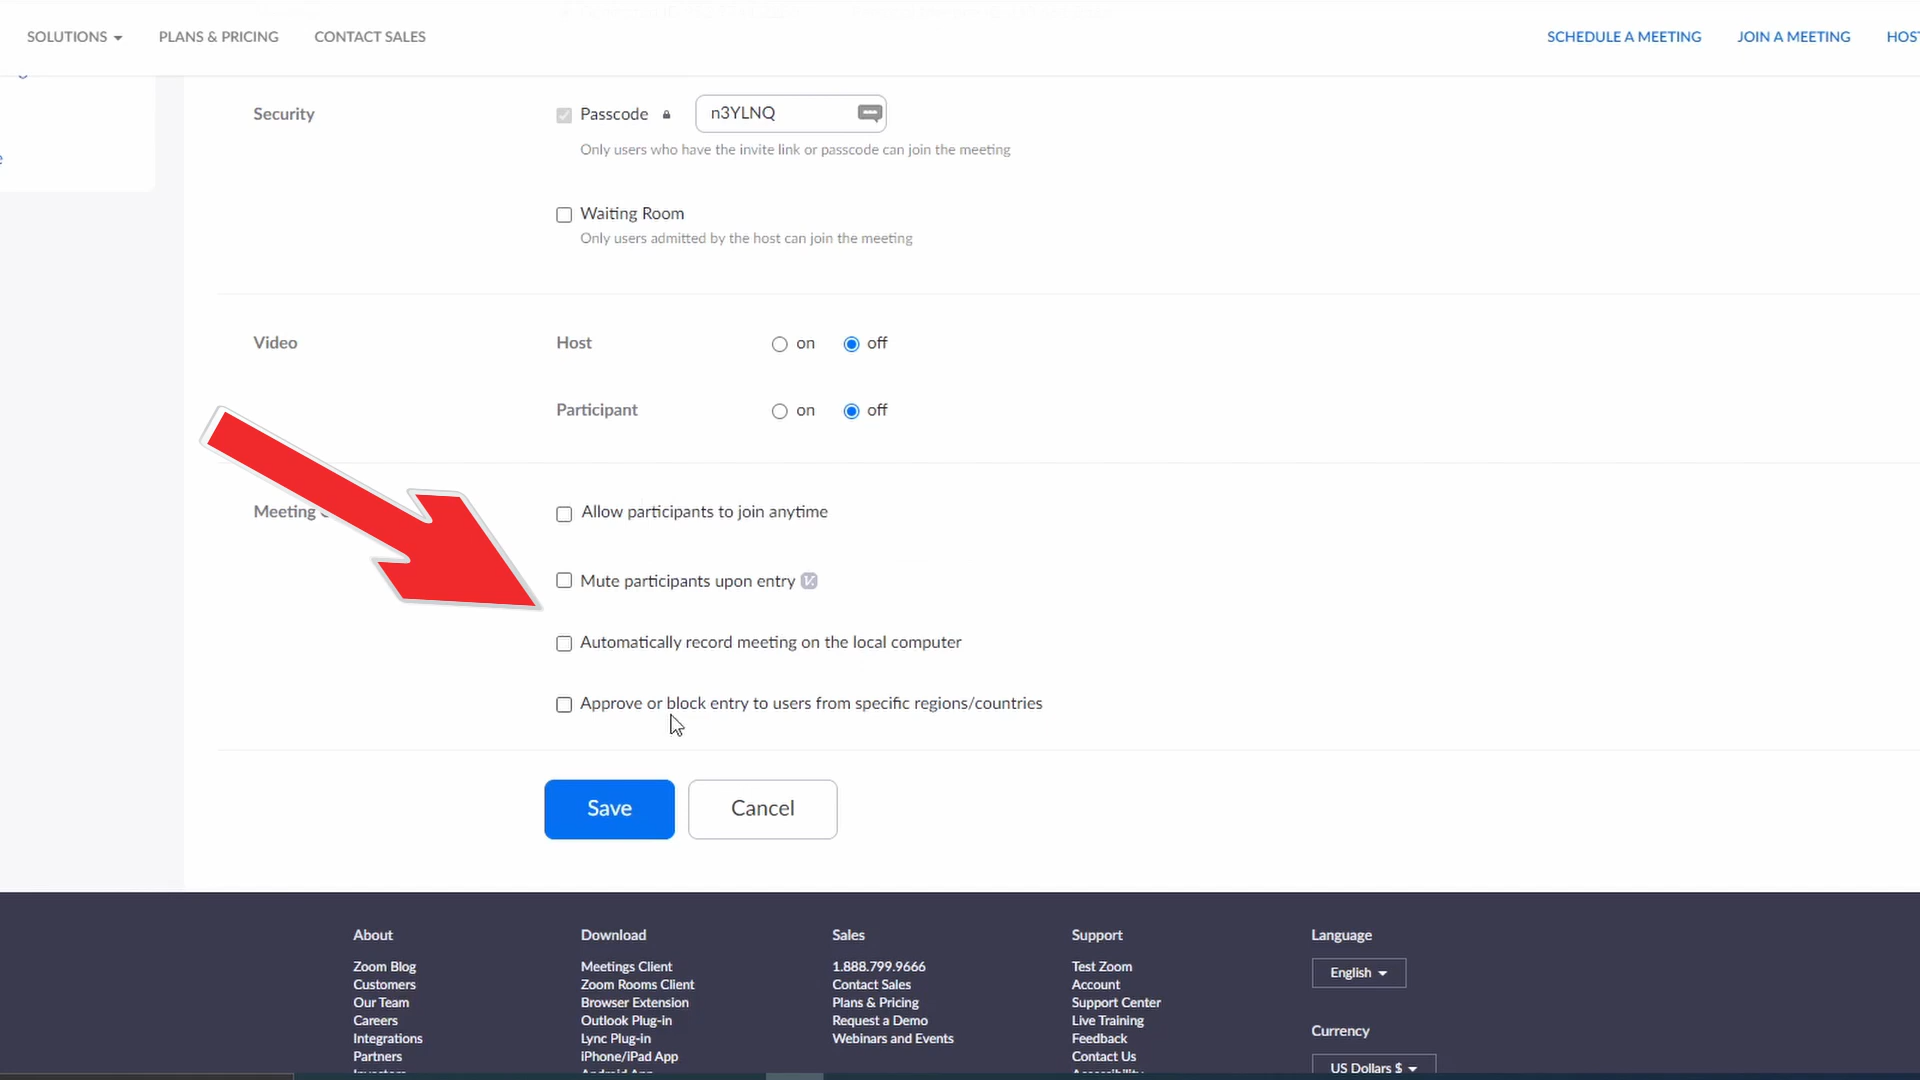 SOLUTIONS PLANS & PRICING CONTACT SALES SCHEDULE A MEETING JOIN A MEETING
Security
Passcode n3YLNQ
Only users who have the invite link or passcode can join the meeting
Waiting Room
Only users admitted by the host can join the meeting
Video
Host on off
Participant on off
Meeting
Allow participants to join anytime
Mute participants upon entry
Automatically record meeting on the local computer
Approve or block entry to users from specific regions/countries
Save Cancel
About
Zoom Blog
Customers
Our Team
Careers
Integrations
Partners
Download
Meetings Client
Zoom Rooms Client
Browser Extension
Outlook Plug-in
Lync Plug-in
iPhone/iPad App
Android App
Sales
1.888.799.9666
Contact Sales
Plans & Pricing
Request a Demo
Webinars and Events
Support
Test Zoom
Account
Support Center
Live Training
Feedback
Contact Us
Accessibility
Language
English
Currency
US Dollars $